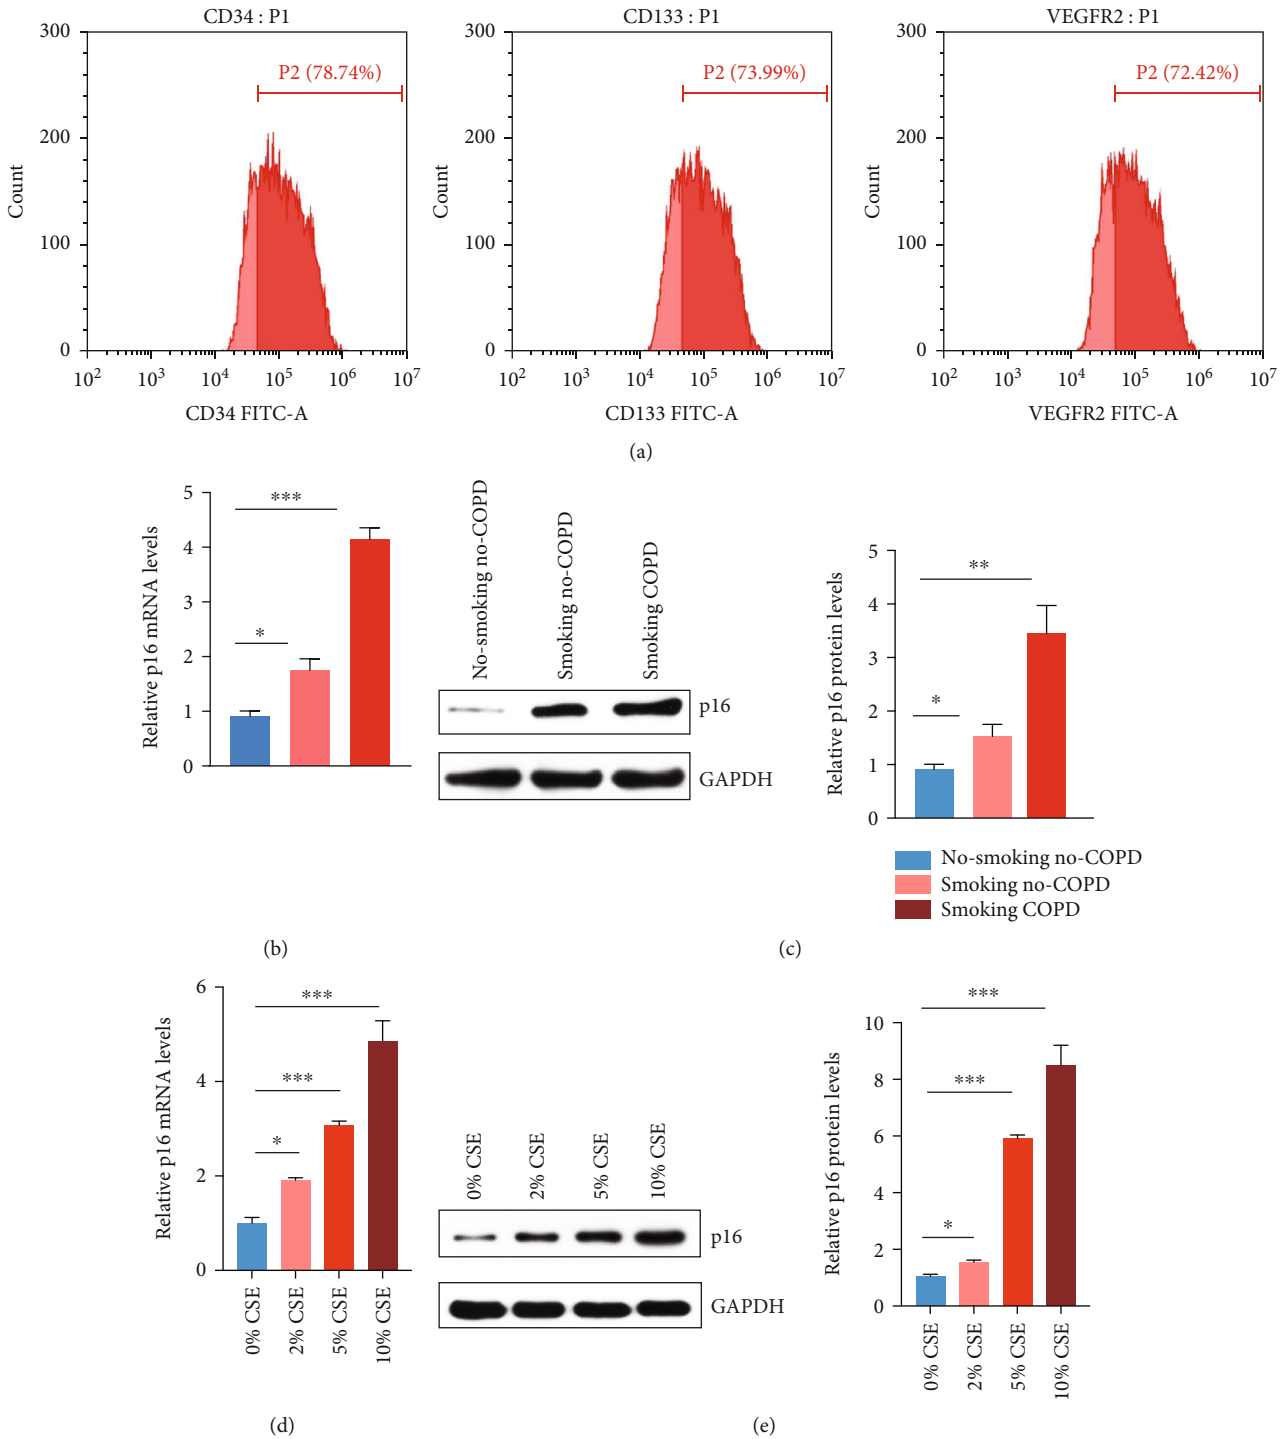 CD34 : P1
300
200
100
0
Count
P2 (78.74%)
10² 10³ 10⁴ 10⁵ 10⁶ 10⁷
CD34 FITC-A
CD133 : P1
300
200
100
0
Count
P2 (73.99%)
10² 10³ 10⁴ 10⁵ 10⁶ 10⁷
CD133 FITC-A
VEGFR2 : P1
300
200
100
0
Count
P2 (72.42%)
10² 10³ 10⁴ 10⁵ 10⁶ 10⁷
VEGFR2 FITC-A
(a)
Relative p16 mRNA levels
5
4
3
2
1
0
***
*
(b)
No-smoking no-COPD
Smoking no-COPD
Smoking COPD
p16
GAPDH
Relative p16 protein levels
5
4
3
2
1
0
**
*
No-smoking no-COPD
Smoking no-COPD
Smoking COPD
(c)
Relative p16 mRNA levels
6
4
2
0
***
***
*
0% CSE
2% CSE
5% CSE
10% CSE
(d)
0% CSE
2% CSE
5% CSE
10% CSE
p16
GAPDH
Relative p16 protein levels
10
8
6
4
2
0
***
***
*
0% CSE
2% CSE
5% CSE
10% CSE
(e)